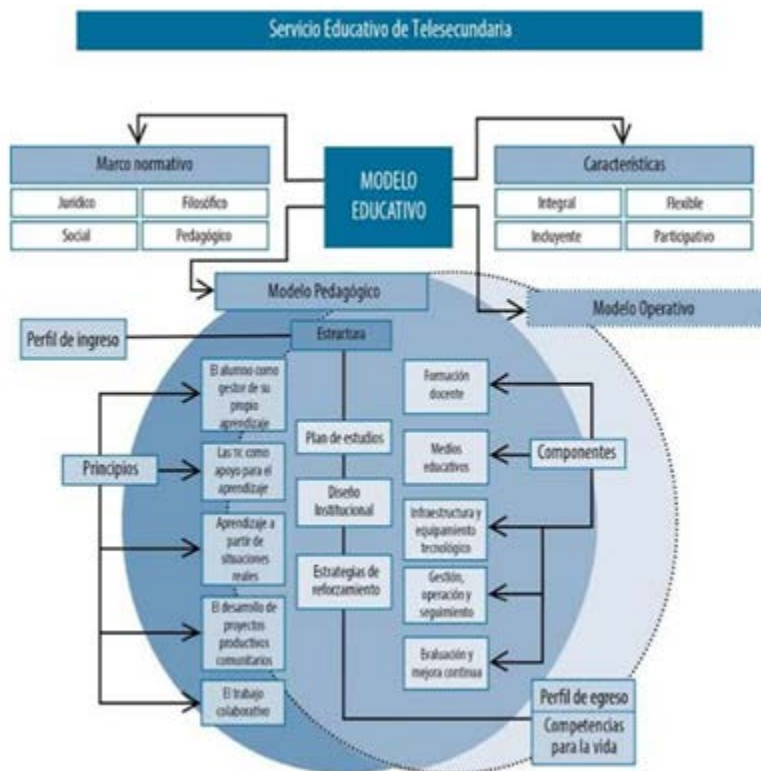 Servicio Educativo de Telesecundaria
MODELO
EDUCATIVO
Marco normativo
Jurídico
Filosófico
Social
Pedagógico
Características
Integral
Flexible
Incluyente
Participativo
Modelo Pedagógico
Modelo Operativo
Perfil de ingreso
Estructura
Principios
El alumno como
gestor de su
propio
aprendizaje
Las TIC como
apoyo para el
aprendizaje
Aprendizaje a
partir de
situaciones
reales
El desarrollo de
proyectos
productivos
comunitarios
El trabajo
colaborativo
Plan de estudios
Diseño
Institucional
Estrategias de
reforzamiento
Formación
docente
Medios
educativos
Infraestructura y
equipamiento
tecnológico
Gestión,
operación y
seguimiento
Evaluación y
mejora continua
Componentes
Perfil de egreso
Competencias
para la vida